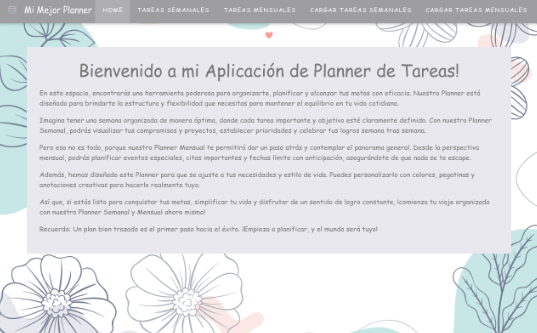 Mi Mejor Planner HOME TAREAS SEMANALES TAREAS MENSUALES CARGAR TAREAS SEMANALES CARGAR TAREAS MENSUALES
Bienvenido a mi Aplicación de Planner de Tareas!
En este espacio, encontrarás una herramienta poderosa para organizarte, planificar y alcanzar tus metas con eficacia. Nuestro Planner está
diseñado para brindarte la estructura y flexibilidad que necesitas para mantener el equilibrio en tu vida cotidiana.
Imagina tener una semana organizada de manera óptima, donde cada tarea importante y objetivo esté claramente definido. Con nuestro Planner
Semanal, podrás visualizar tus compromisos y proyectos, establecer prioridades y celebrar tus logros semana tras semana.
Pero eso no es todo, porque nuestro Planner Mensual te permitirá dar un paso atrás y contemplar el panorama general. Desde la perspectiva
mensual, podrás planificar eventos especiales, citas importantes y fechas límite con anticipación, asegurándote de que nada se te escape.
Además, hemos diseñado este Planner para que se ajuste a tus necesidades y estilo de vida. Puedes personalizarlo con colores, pegatinas y
anotaciones creativas para hacerlo realmente tuyo.
Así que, si estás listo para conquistar tus metas, simplificar tu vida y disfrutar de un sentido de logro constante, ¡comienza tu viaje organizado
con nuestro Planner Semanal y Mensual ahora mismo!
Recuerda: Un plan bien trazado es el primer paso hacia el éxito. ¡Empieza a planificar, y el mundo será tuyo!